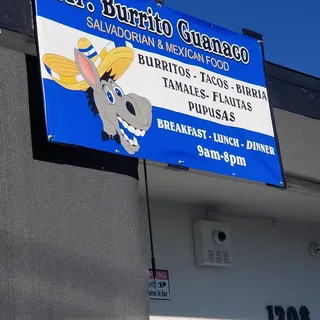 Burrito Guanaco
SALVADORIAN & MEXICAN FOOD
BURRITOS - TACOS - BIRRIA
TAMALES - FLAUTAS
PUPUSAS
BREAKFAST - LUNCH - DINNER
9am-8pm